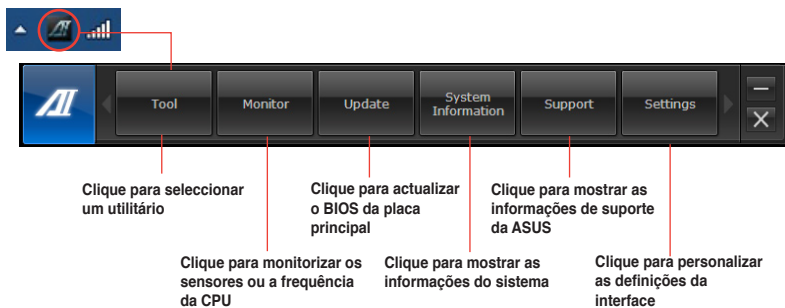 Tool
Monitor
Update
System
Information
Support
Settings
Clique para seleccionar
um utilitário
Clique para actualizar
o BIOS da placa
principal
Clique para mostrar as
informações de suporte
da ASUS
Clique para monitorizar os
sensores ou a frequência
da CPU
Clique para mostrar as
informações do sistema
Clique para personalizar
as definições da
interface